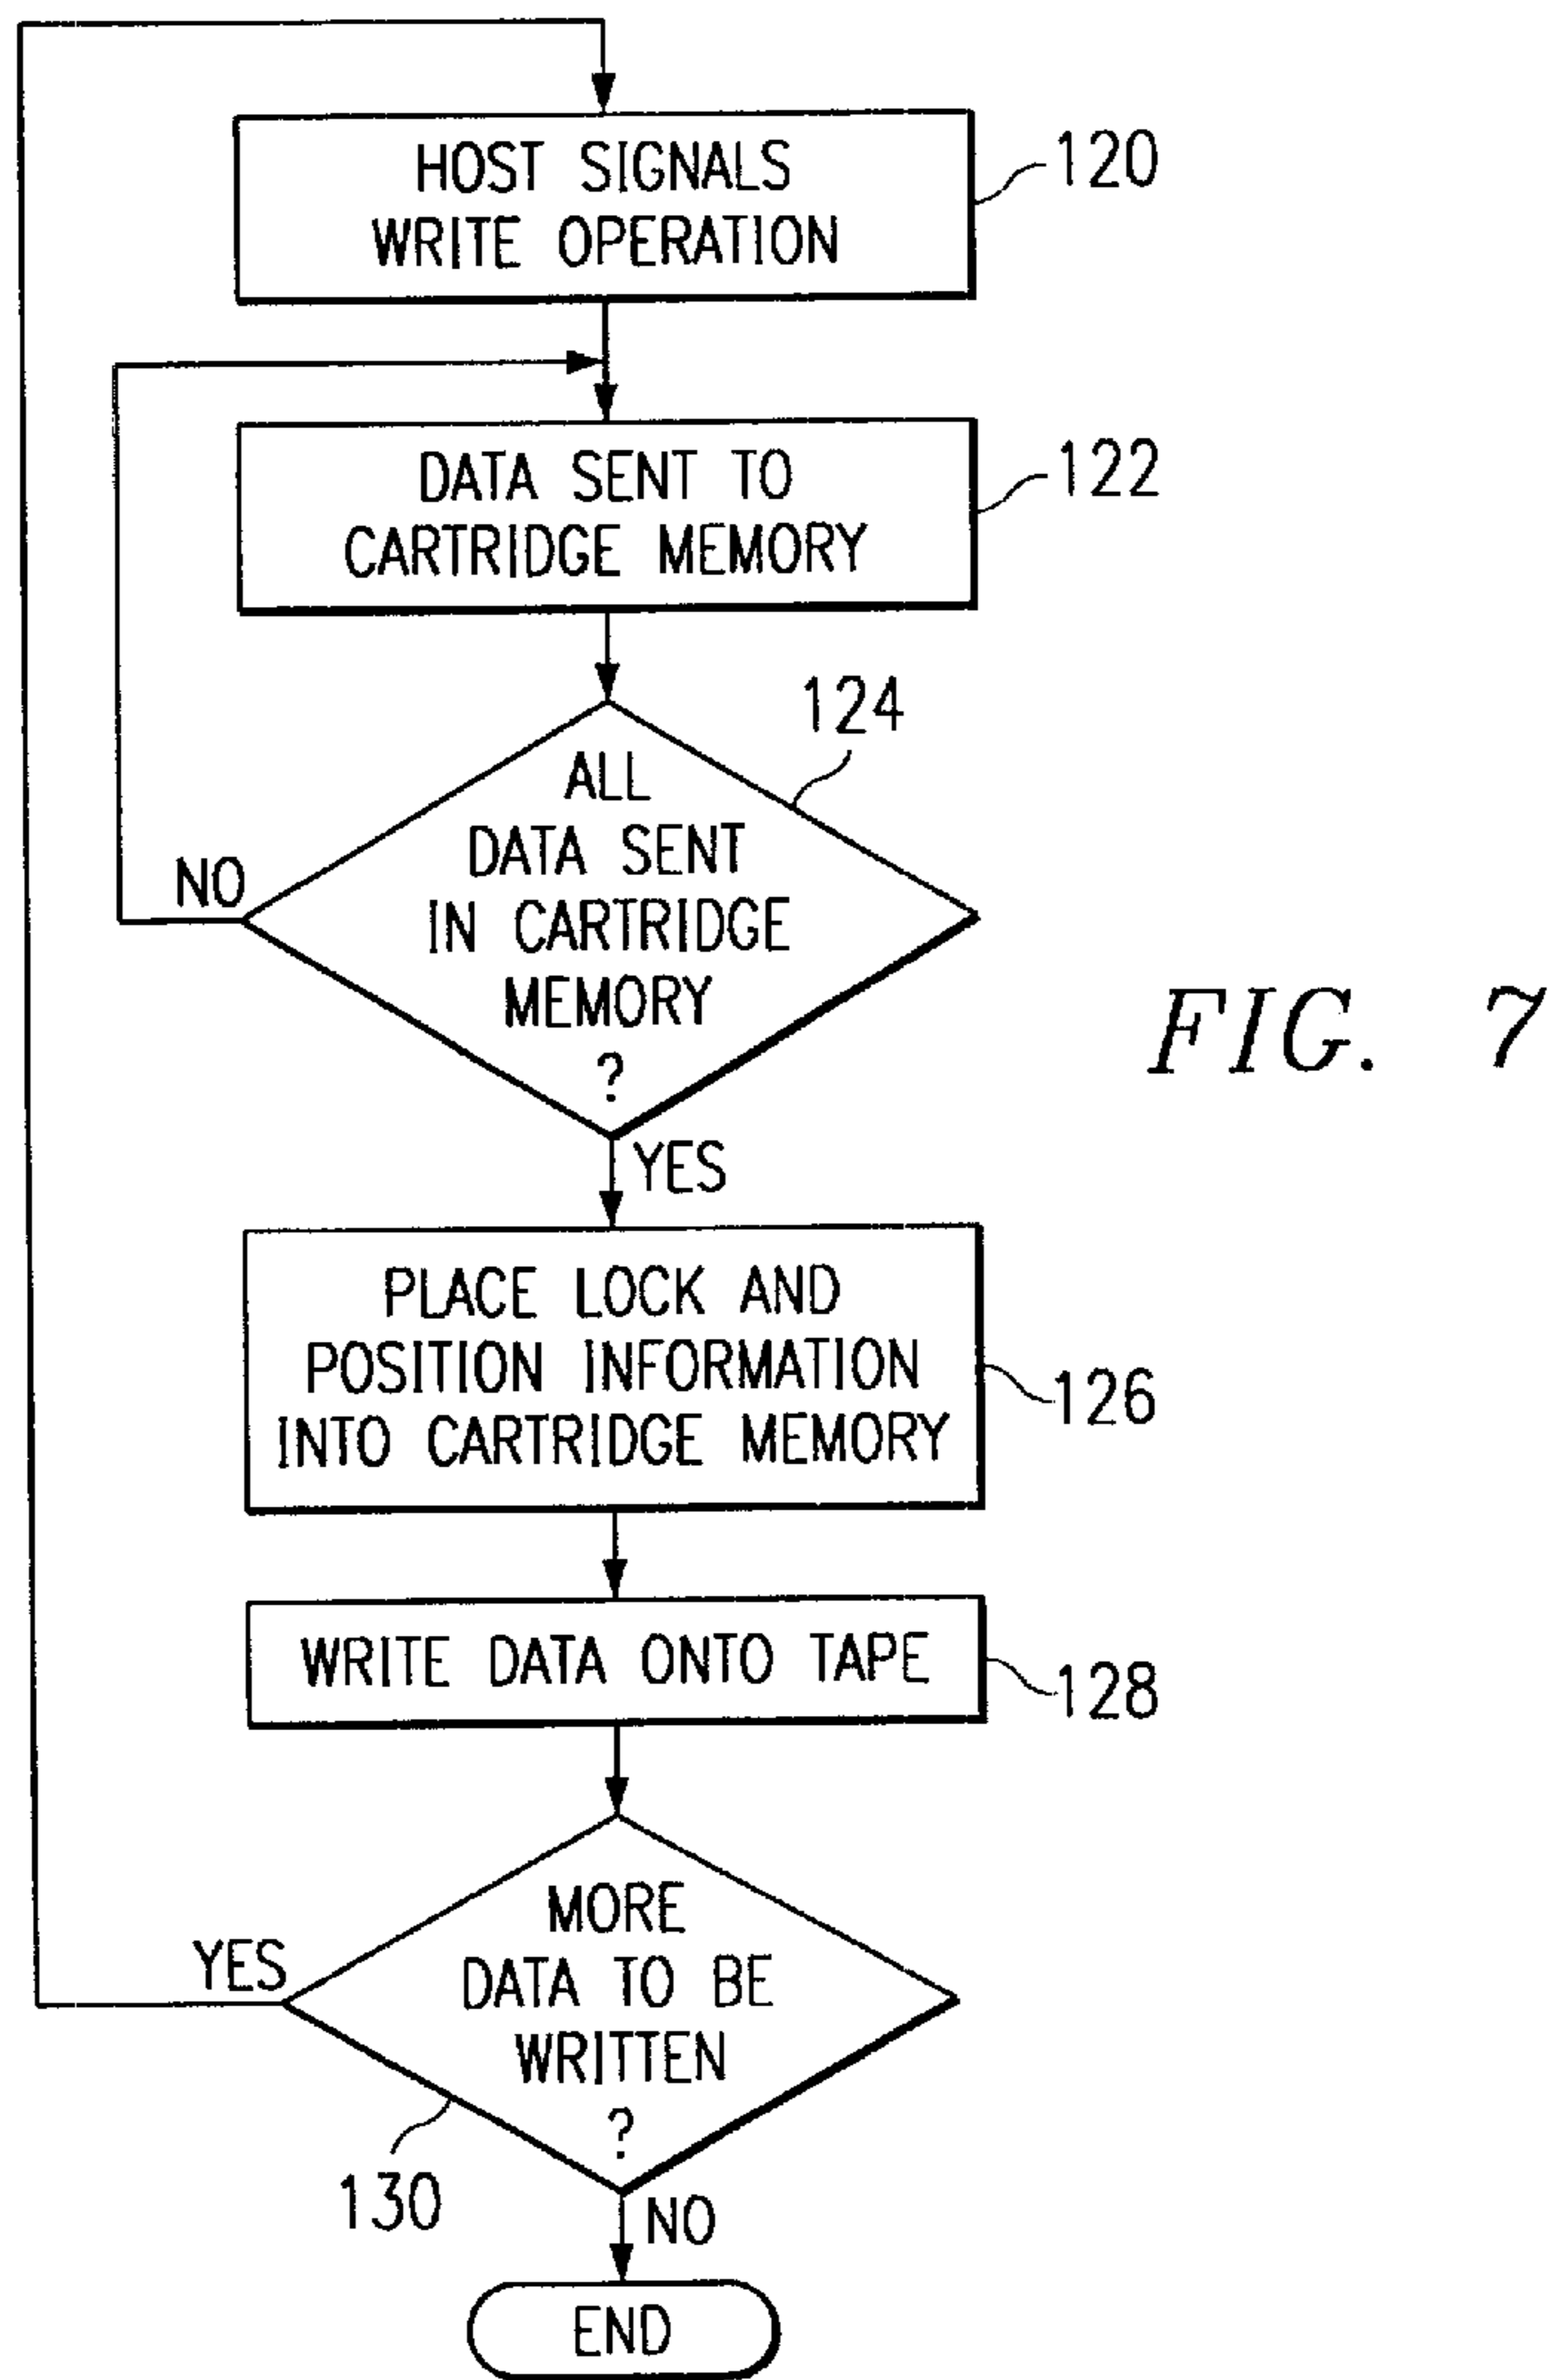 HOST SIGNALS
WRITE OPERATION
120
DATA SENT TO
CARTRIDGE MEMORY
122
124
ALL
DATA SENT
IN CARTRIDGE
MEMORY
?
NO
YES
FIG. 7
PLACE LOCK AND
POSITION INFORMATION
INTO CARTRIDGE MEMORY
126
WRITE DATA ONTO TAPE
128
MORE
DATA TO BE
WRITTEN
?
YES
130
NO
END